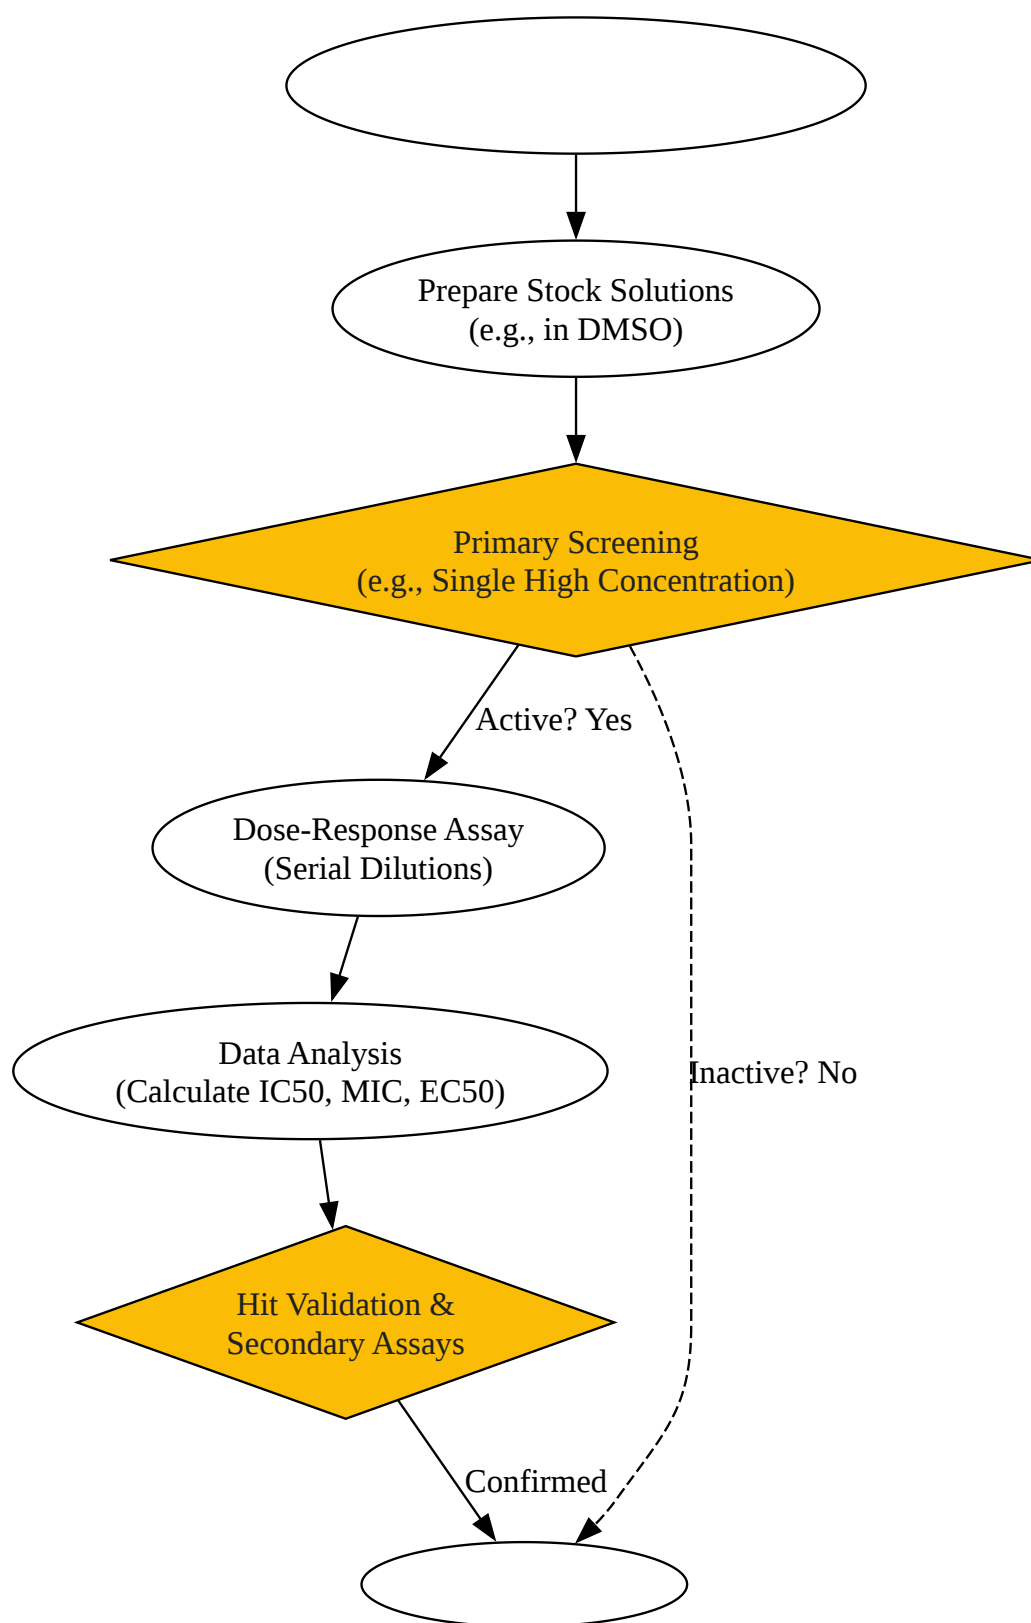 Prepare Stock Solutions
(e.g., in DMSO)
Primary Screening
(e.g., Single High Concentration)
Active? Yes
Dose-Response Assay
(Serial Dilutions)
Data Analysis
(Calculate IC50, MIC, EC50)
Inactive? No
Hit Validation &
Secondary Assays
Confirmed